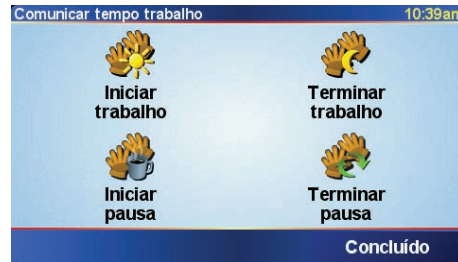 Comunicar tempo trabalho 10:39am
Iniciar Terminar
trabalho trabalho
Iniciar Terminar
pausa pausa
Concluído